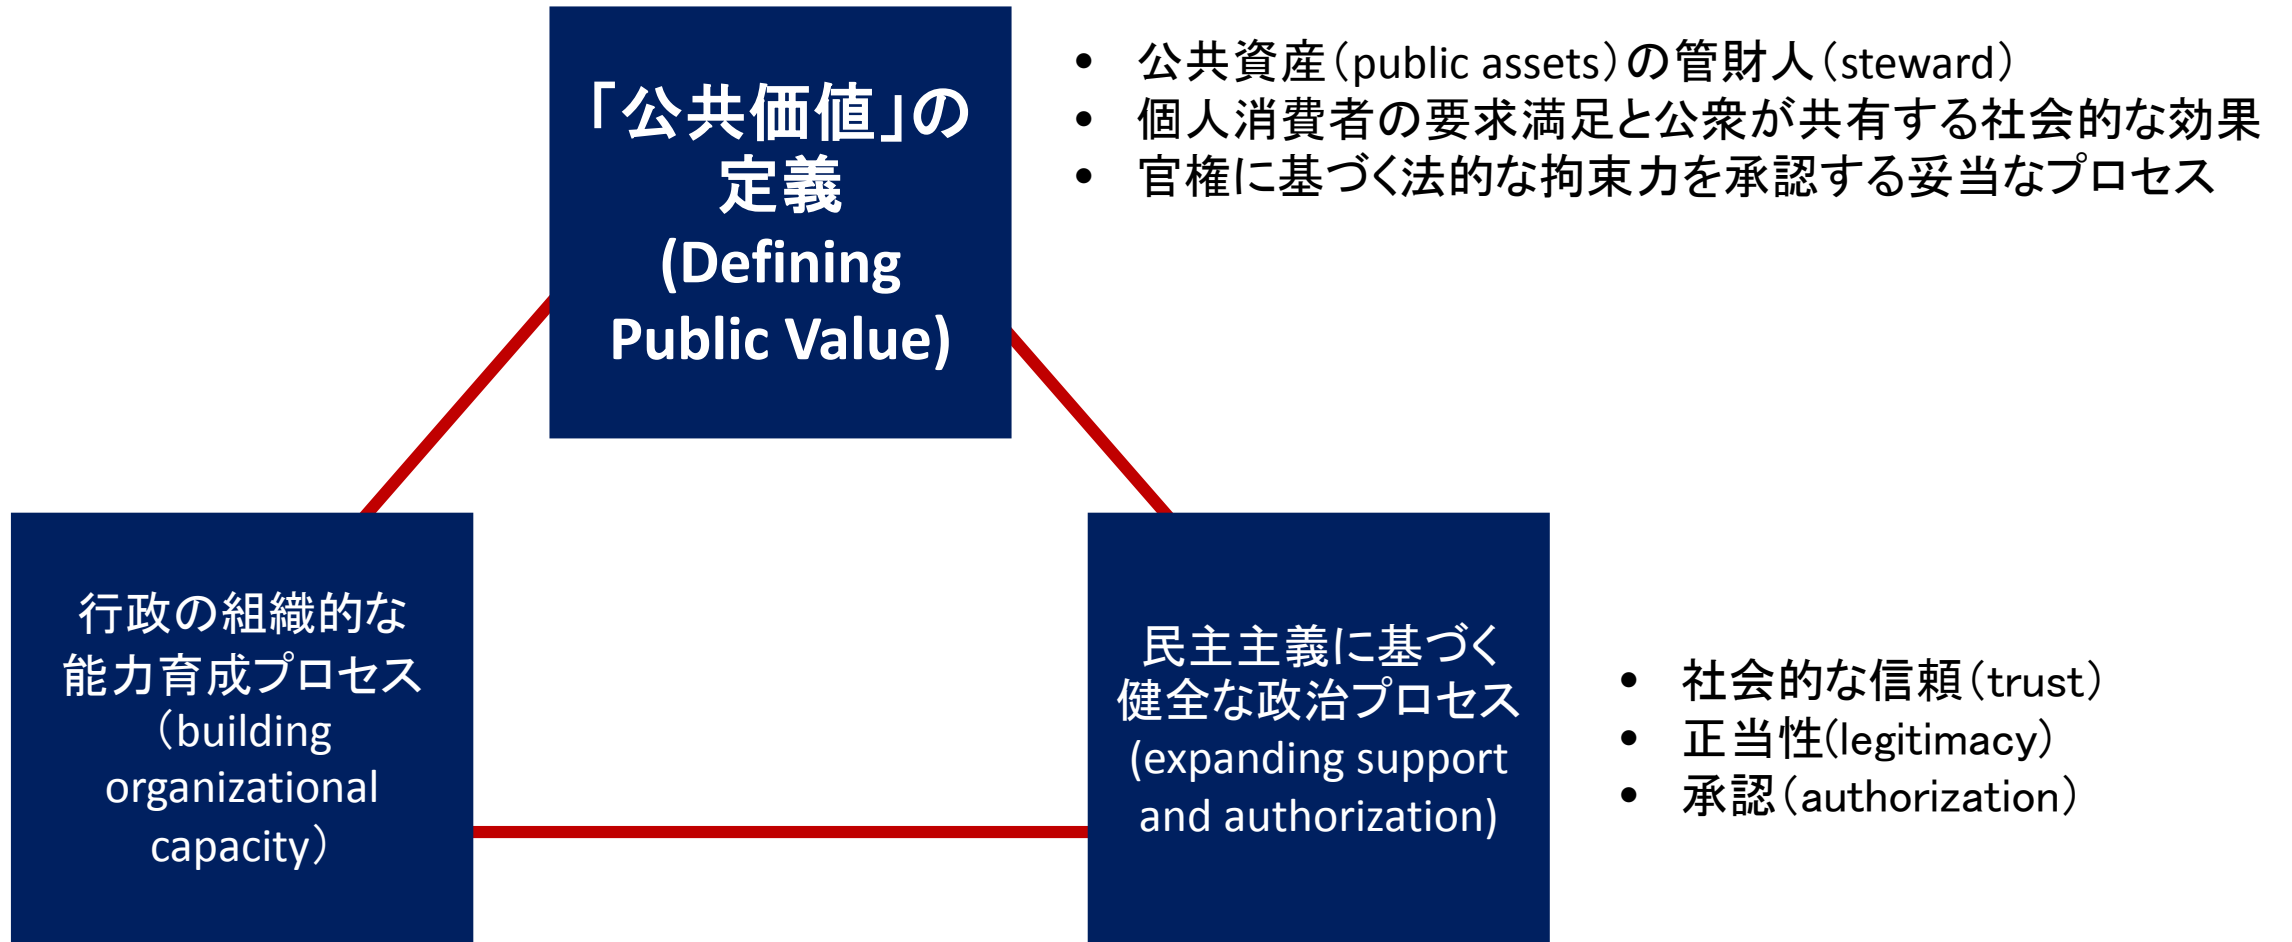 「公共価値」の
定義
(Defining
Public Value)
• 公共資産（public assets）の管財人（steward）
• 個人消費者の要求満足と公衆が共有する社会的な効果
• 官権に基づく法的な拘束力を承認する妥当なプロセス
行政の組織的な
能力育成プロセス
（building
organizational
capacity）
民主主義に基づく
健全な政治プロセス
(expanding support
and authorization)
• 社会的な信頼（trust）
• 正当性(legitimacy）
• 承認（authorization）